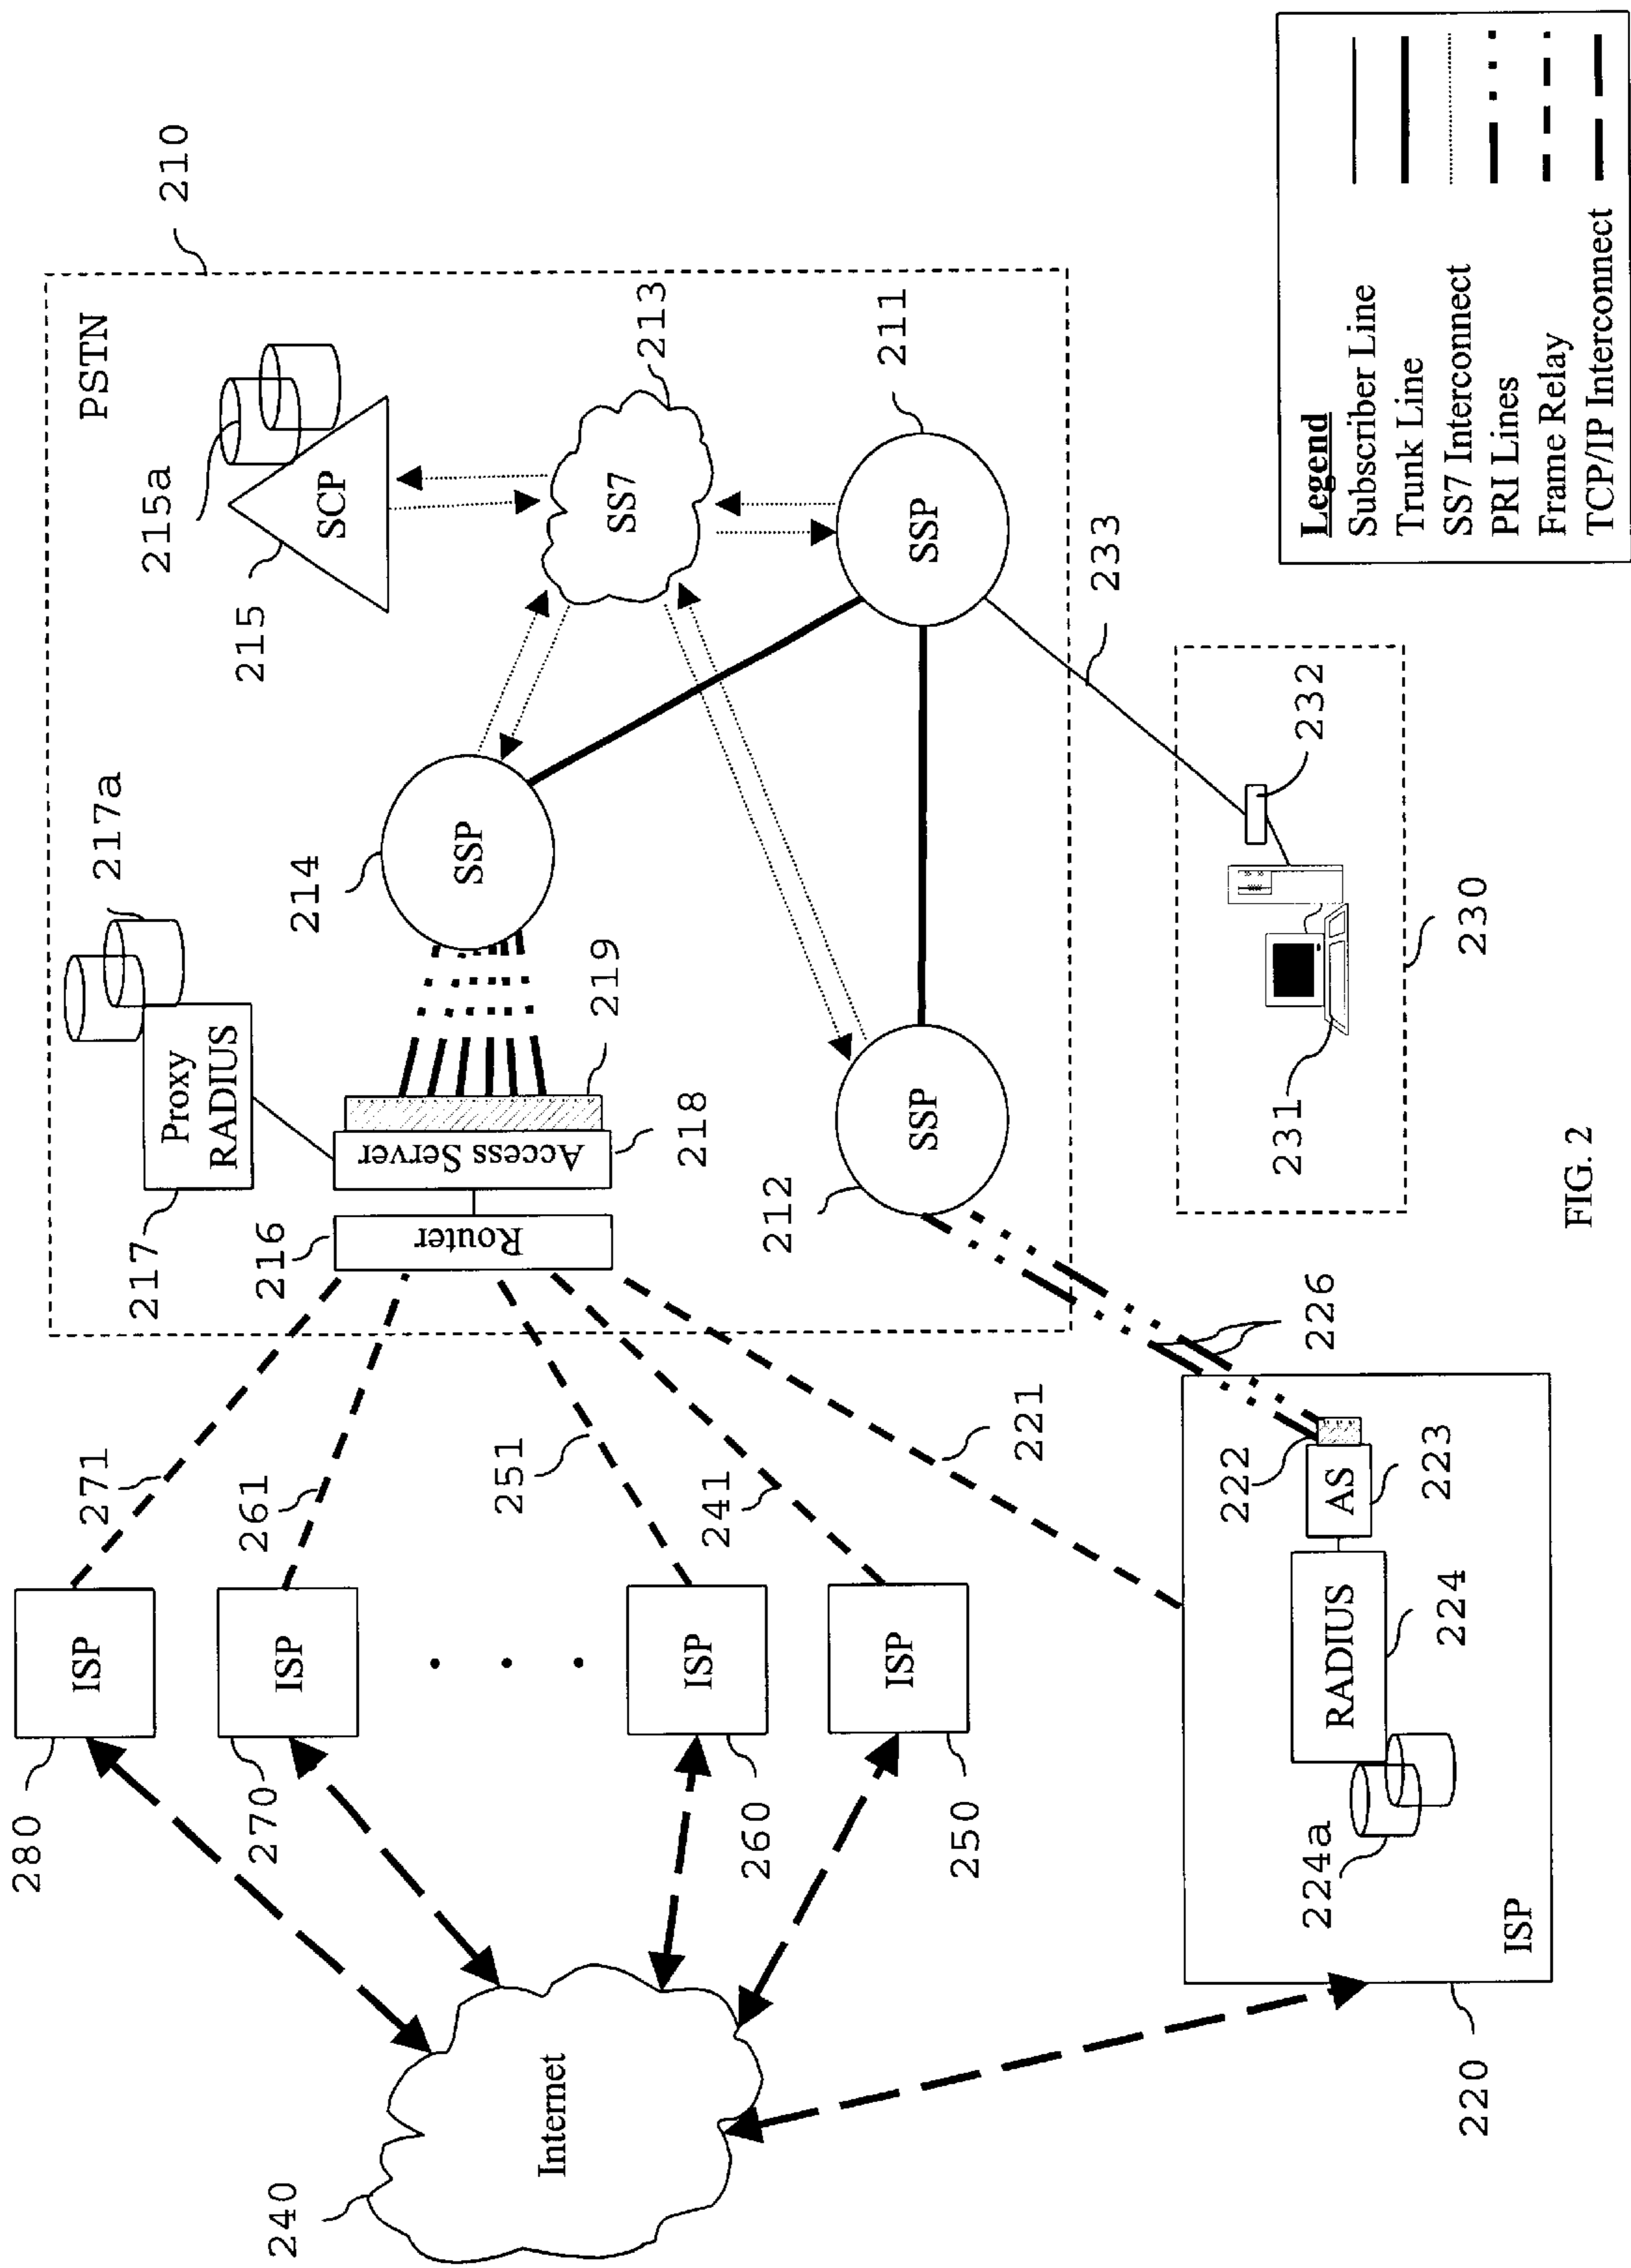 240
Internet
280
ISP
270
ISP
260
ISP
250
ISP
271
261
251
241
221
210
PSTN
217
Proxy
RADIUS
217a
216
Router
Access Server
218
219
214
SSP
215
SCP
215a
SS7
213
212
SSP
SSP
211
226
220
ISP
224a
RADIUS
224
222
AS
223
231
232
230
233
Legend
Subscriber Line
Trunk Line
SS7 Interconnect
PRI Lines
Frame Relay
TCP/IP Interconnect
FIG. 2